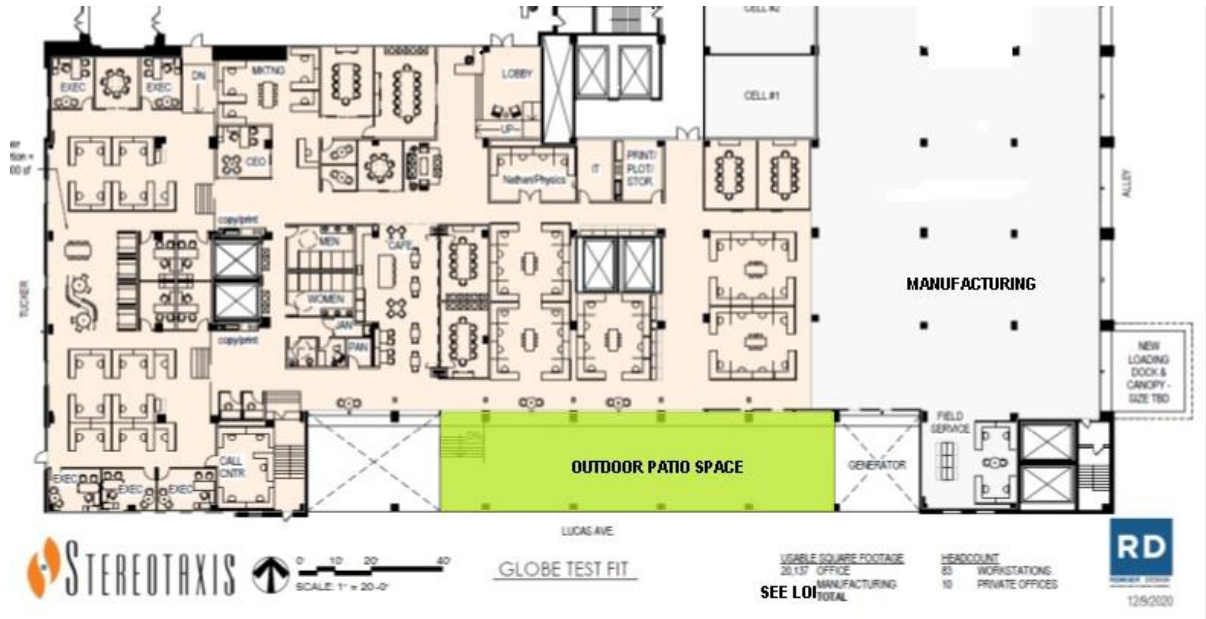 CELL #2
EXEC
EXEC
DN
MKTNG
LOBBY
UP
CELL #1
CEO
Nathan/Physics
IT
PRINT/
PLOT/
STOR.
ALLEY
copy/print
MEN
CAFE
WOMEN
JAN
PAN
copy/print
TUCKER
MANUFACTURING
NEW
LOADING
DOCK &
CANOPY -
SIZE TBD
FIELD
SERVICE
CALL
CNTR
DN
OUTDOOR PATIO SPACE
GENERATOR
EXEC
EXEC
EXEC
LUCAS AVE.
STEREOTAXIS
0' 10' 20' 40'
SCALE: 1" = 20'-0"
GLOBE TEST FIT
USABLE SQUARE FOOTAGE
20,137 OFFICE
MANUFACTURING
SEE LOI
TOTAL
HEADCOUNT
83 WORKSTATIONS
10 PRIVATE OFFICES
RD
12/9/2020